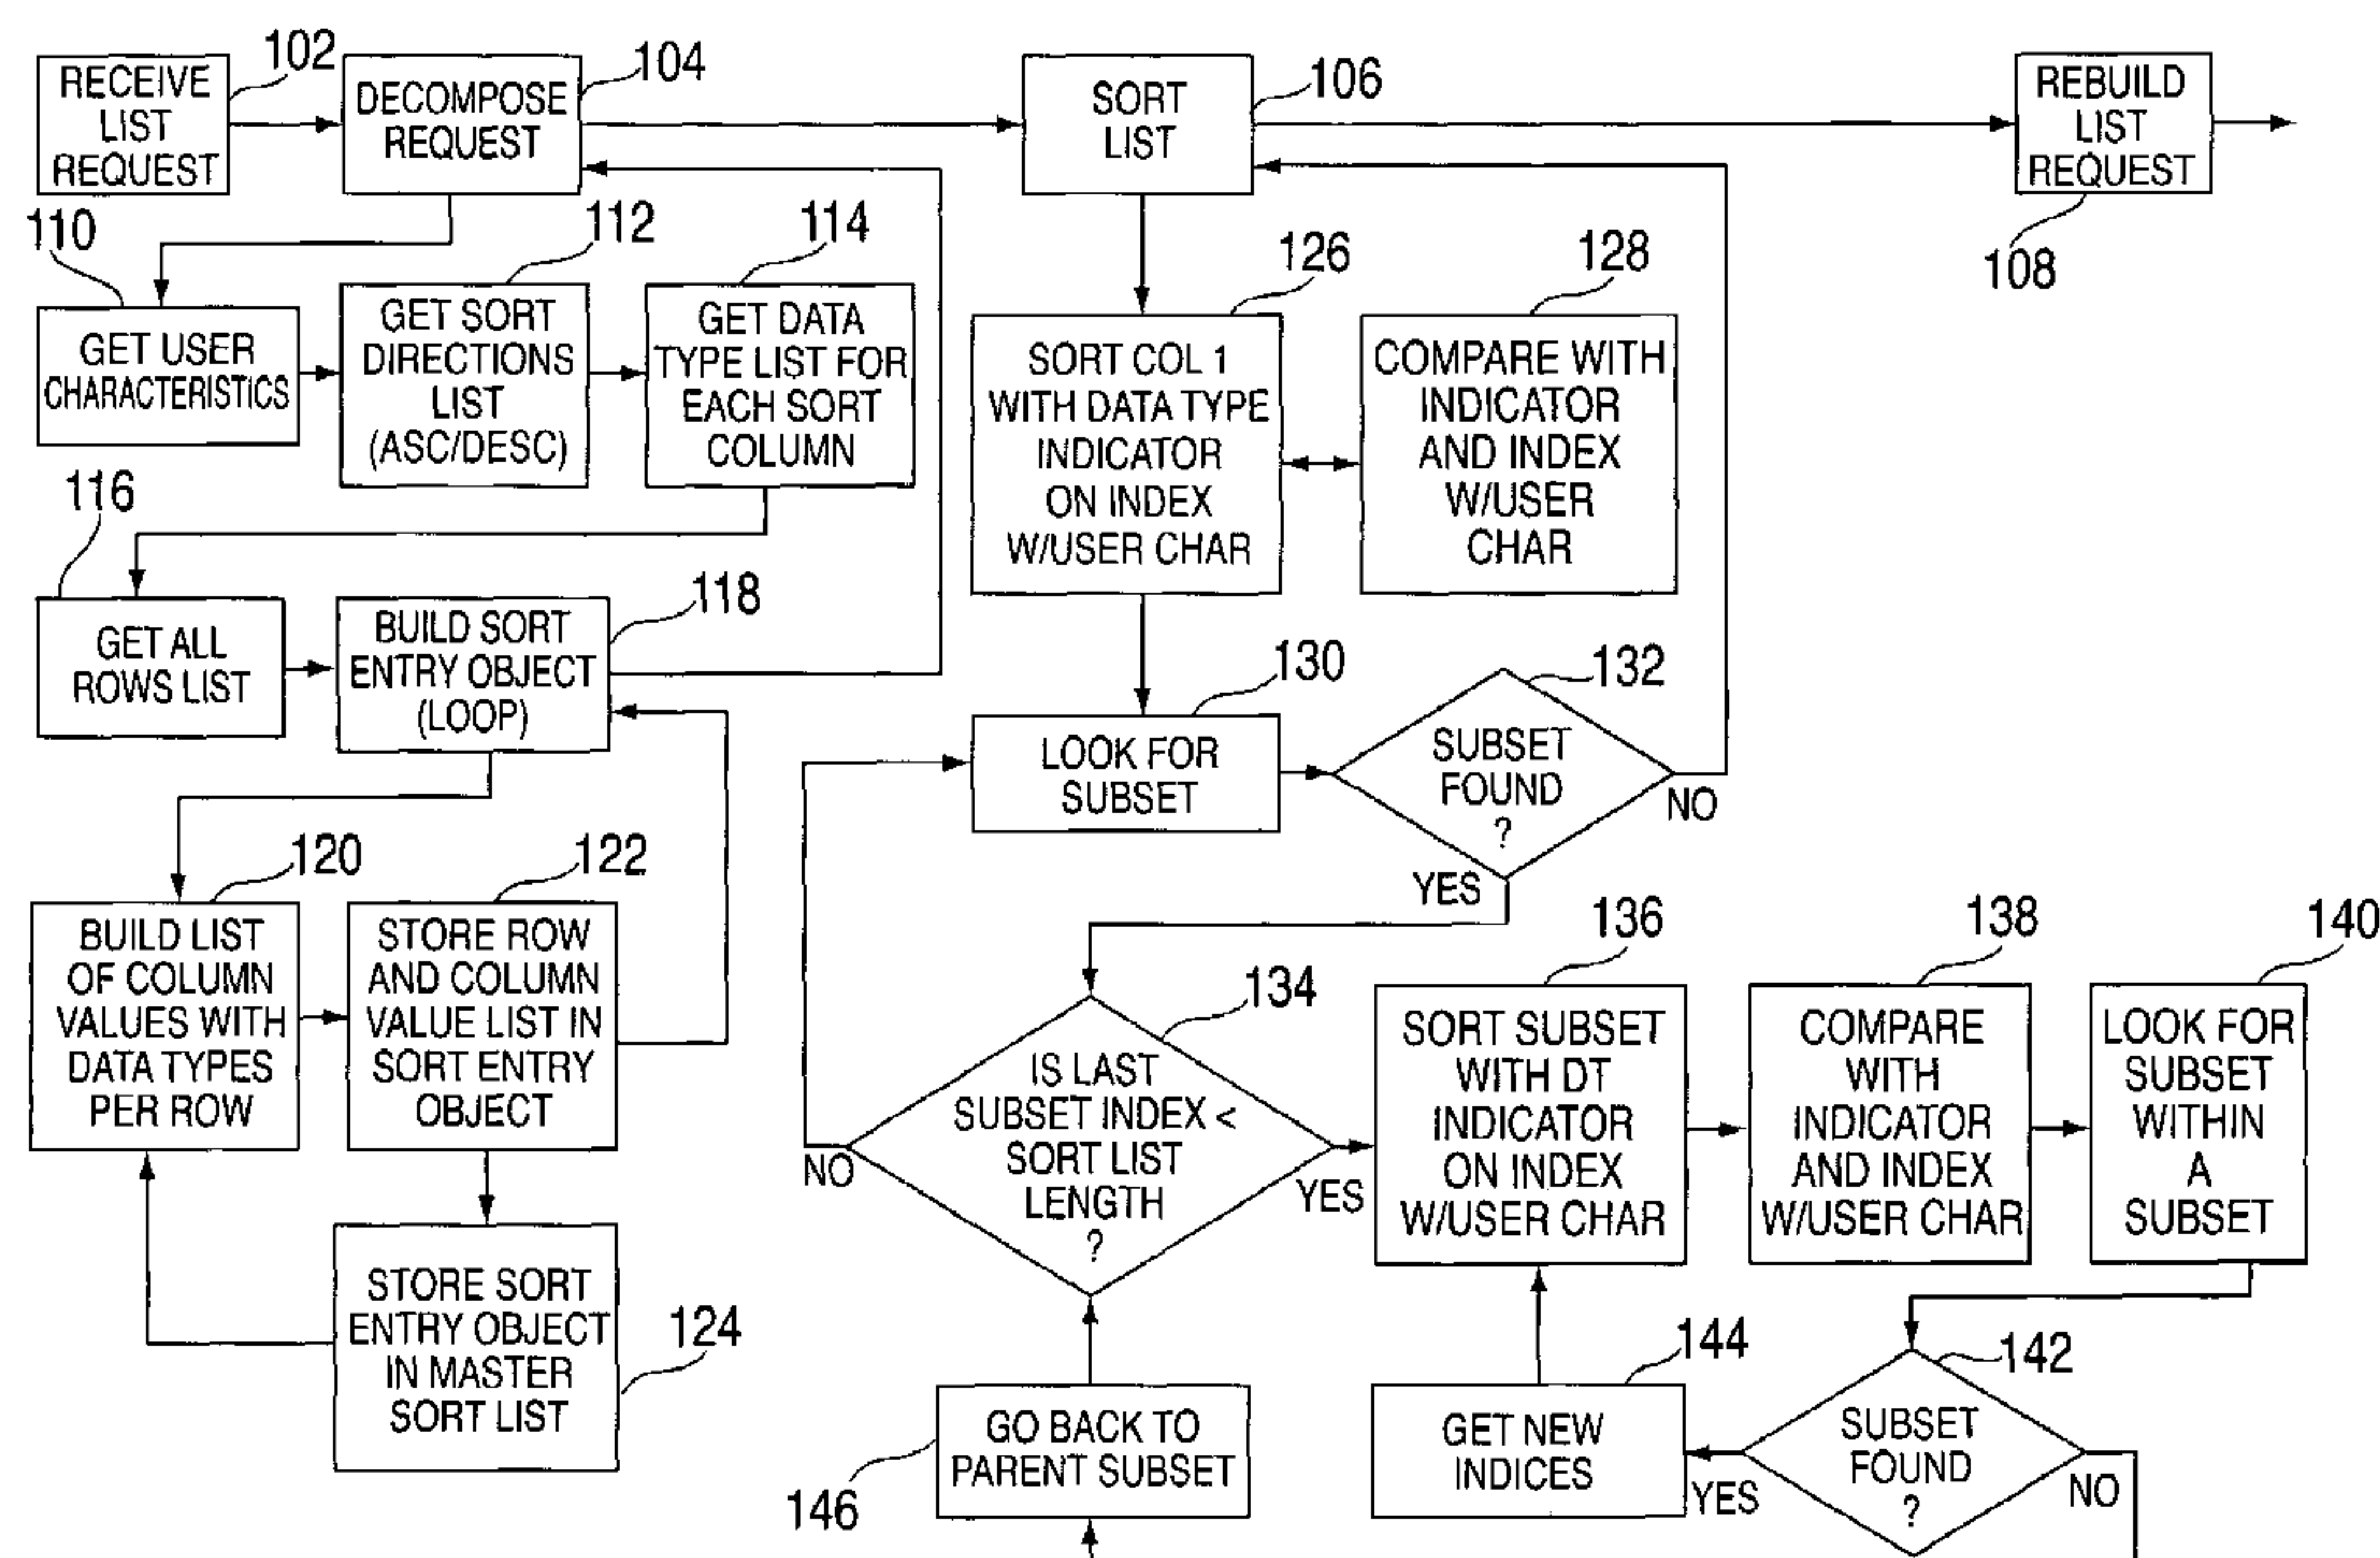 102
RECEIVE
LIST
REQUEST
104
DECOMPOSE
REQUEST
106
SORT
LIST
REBUILD
LIST
REQUEST
108
110
GET USER
CHARACTERISTICS
112
GET SORT
DIRECTIONS
LIST
(ASC/DESC)
114
GET DATA
TYPE LIST FOR
EACH SORT
COLUMN
116
GET ALL
ROWS LIST
118
BUILD SORT
ENTRY OBJECT
(LOOP)
120
BUILD LIST
OF COLUMN
VALUES WITH
DATA TYPES
PER ROW
122
STORE ROW
AND COLUMN
VALUE LIST IN
SORT ENTRY
OBJECT
STORE SORT
ENTRY OBJECT
IN MASTER
SORT LIST
124
126
SORT COL 1
WITH DATA TYPE
INDICATOR
ON INDEX
W/USER CHAR
128
COMPARE WITH
INDICATOR
AND INDEX
W/USER
CHAR
130
LOOK FOR
SUBSET
132
SUBSET
FOUND
?
NO
YES
134
IS LAST
SUBSET INDEX <
SORT LIST
LENGTH
?
NO
YES
136
SORT SUBSET
WITH DT
INDICATOR
ON INDEX
W/USER CHAR
138
COMPARE
WITH
INDICATOR
AND INDEX
W/USER CHAR
140
LOOK FOR
SUBSET
WITHIN
A
SUBSET
142
SUBSET
FOUND
?
YES
NO
144
GET NEW
INDICES
GO BACK TO
PARENT SUBSET
146